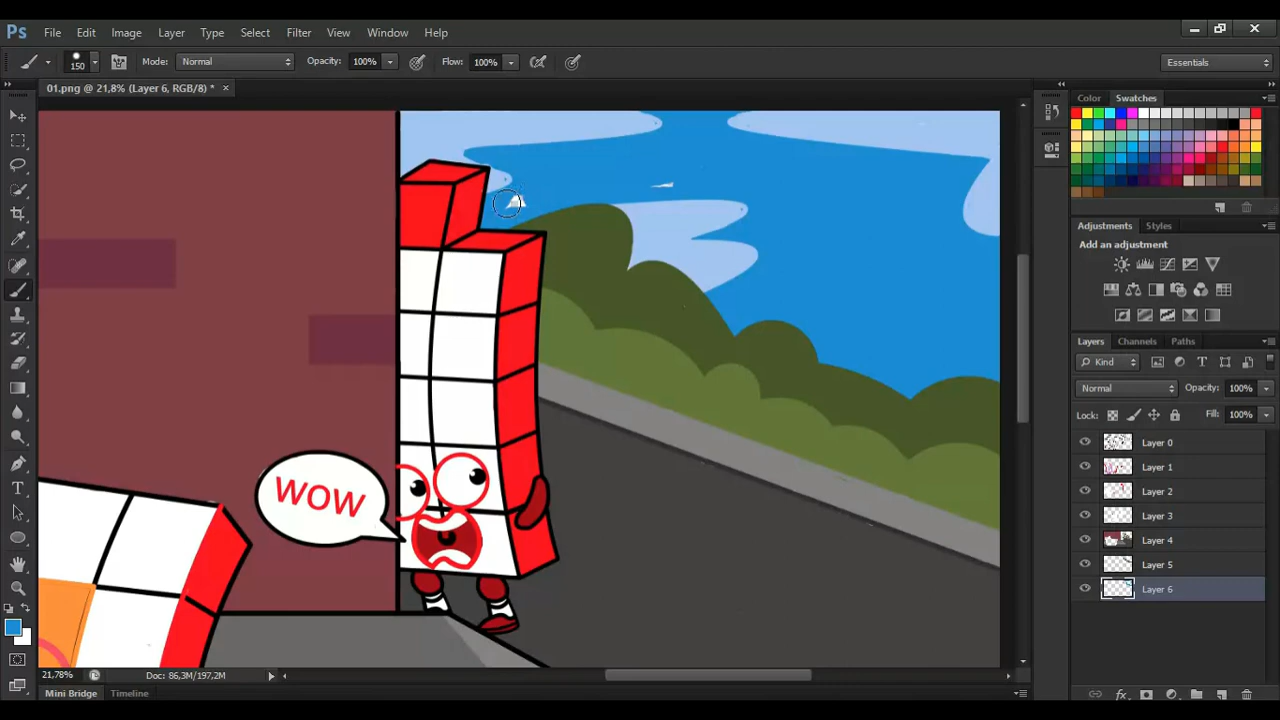 Ps File Edit Image Layer Type Select Filter View Window Help
150 Mode: Normal Opacity: 100% Flow: 100% Essentials
01.png @ 21,8% (Layer 6, RGB/8) * ×
Color Swatches
Adjustments Styles
Add an adjustment
Layers Channels Paths
Kind
Normal Opacity: 100%
Lock: Fill: 100%
Layer 0
Layer 1
Layer 2
Layer 3
Layer 4
Layer 5
Layer 6
WOW
21,78% Doc: 86,3M/197,2M
Mini Bridge Timeline